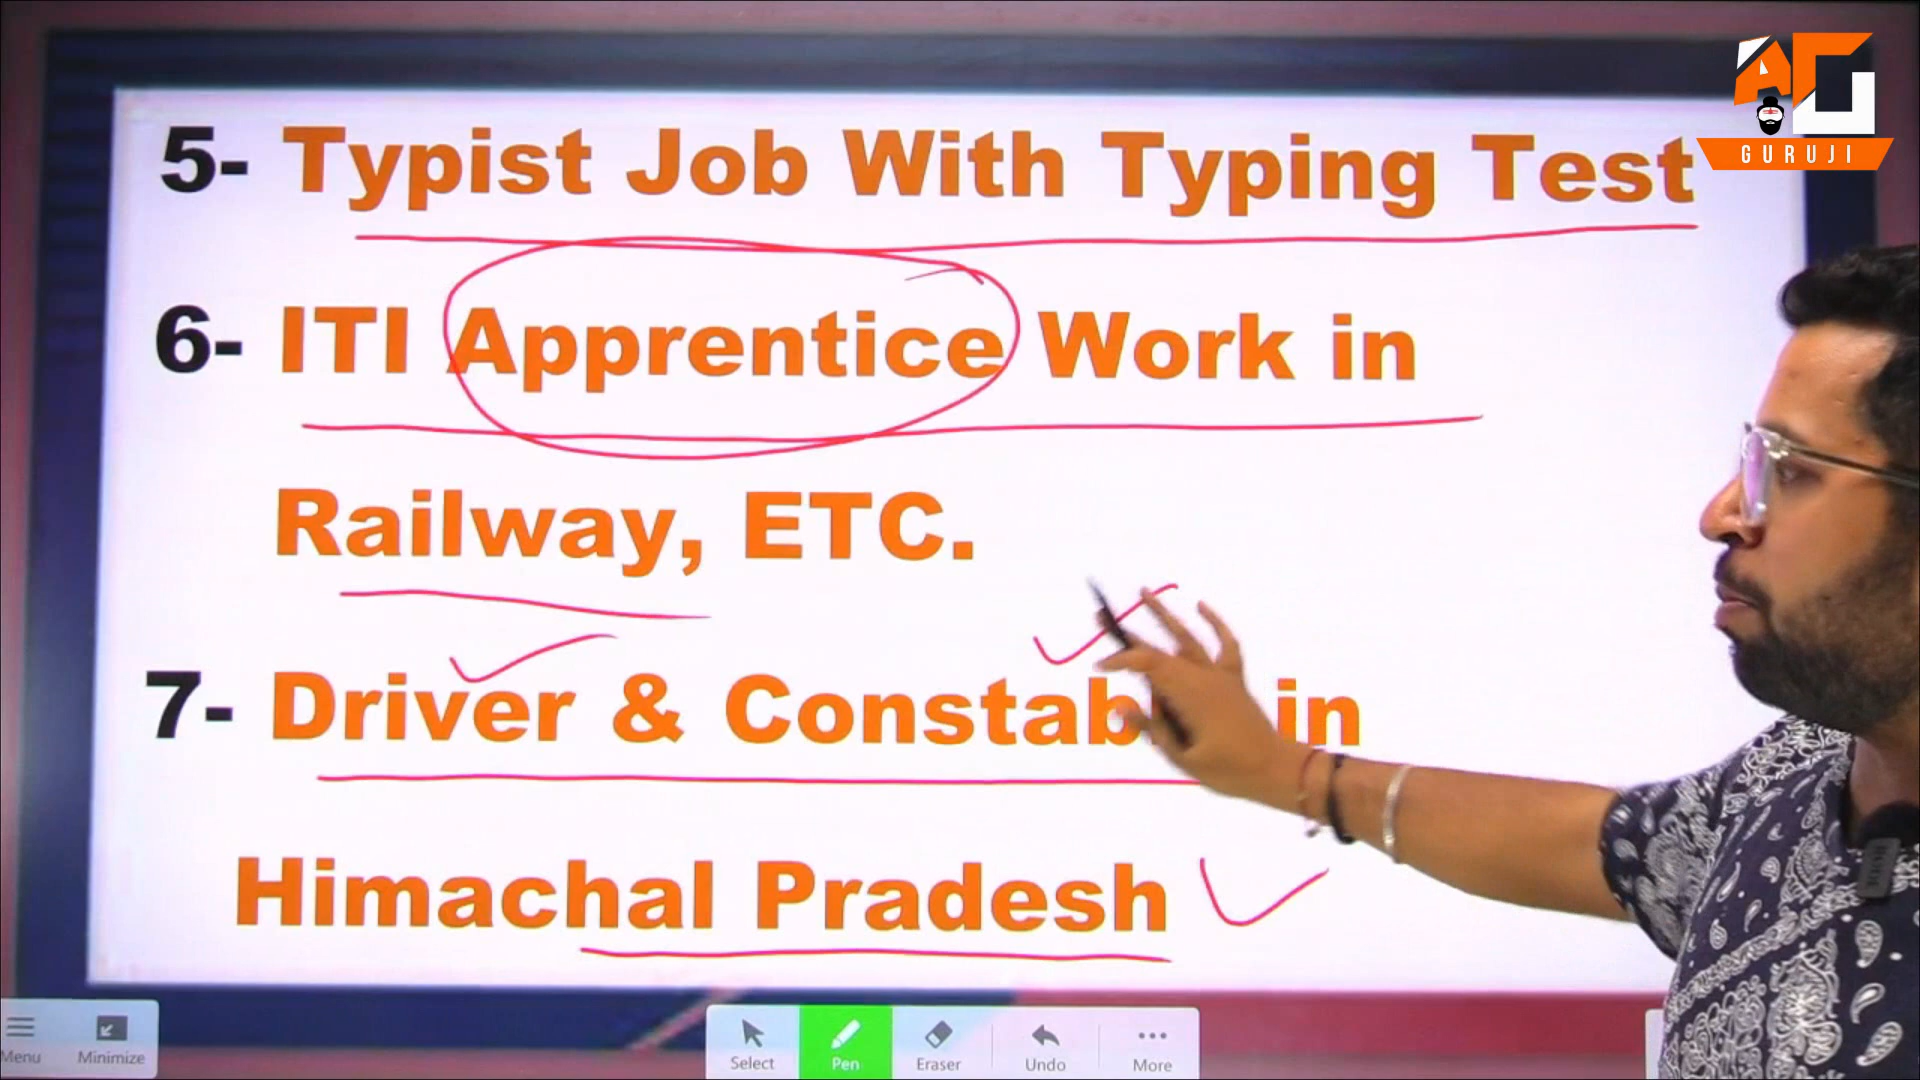 AG
GURUJI
5- Typist Job With Typing Test
6- ITI Apprentice Work in
Railway, ETC.
7- Driver & in
Himachal Pradesh
Menu
Minimize
Select
Pen
Eraser
Undo
More